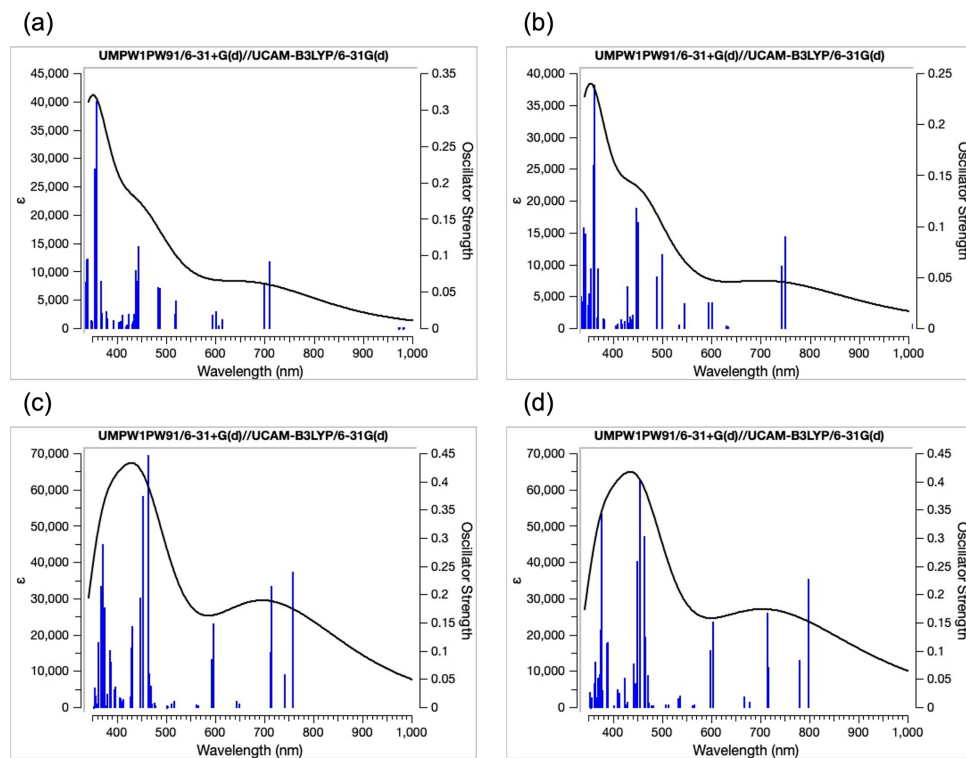 (a)
UMPW1PW91/6-31+G(d)//UCAM-B3LYP/6-31G(d)
45,000
40,000
35,000
30,000
25,000
20,000
15,000
10,000
5,000
0
ε
0.35
0.3
0.25
0.2
0.15
0.1
0.05
0
Oscillator Strength
400 500 600 700 800 900 1,000
Wavelength (nm)
(b)
UMPW1PW91/6-31+G(d)//UCAM-B3LYP/6-31G(d)
40,000
35,000
30,000
25,000
20,000
15,000
10,000
5,000
0
ε
0.25
0.2
0.15
0.1
0.05
0
Oscillator Strength
400 500 600 700 800 900 1,000
Wavelength (nm)
(c)
UMPW1PW91/6-31+G(d)//UCAM-B3LYP/6-31G(d)
70,000
60,000
50,000
40,000
30,000
20,000
10,000
0
ε
0.45
0.4
0.35
0.3
0.25
0.2
0.15
0.1
0.05
0
Oscillator Strength
400 500 600 700 800 900 1,000
Wavelength (nm)
(d)
UMPW1PW91/6-31+G(d)//UCAM-B3LYP/6-31G(d)
70,000
60,000
50,000
40,000
30,000
20,000
10,000
0
ε
0.45
0.4
0.35
0.3
0.25
0.2
0.15
0.1
0.05
0
Oscillator Strength
400 500 600 700 800 900 1,000
Wavelength (nm)